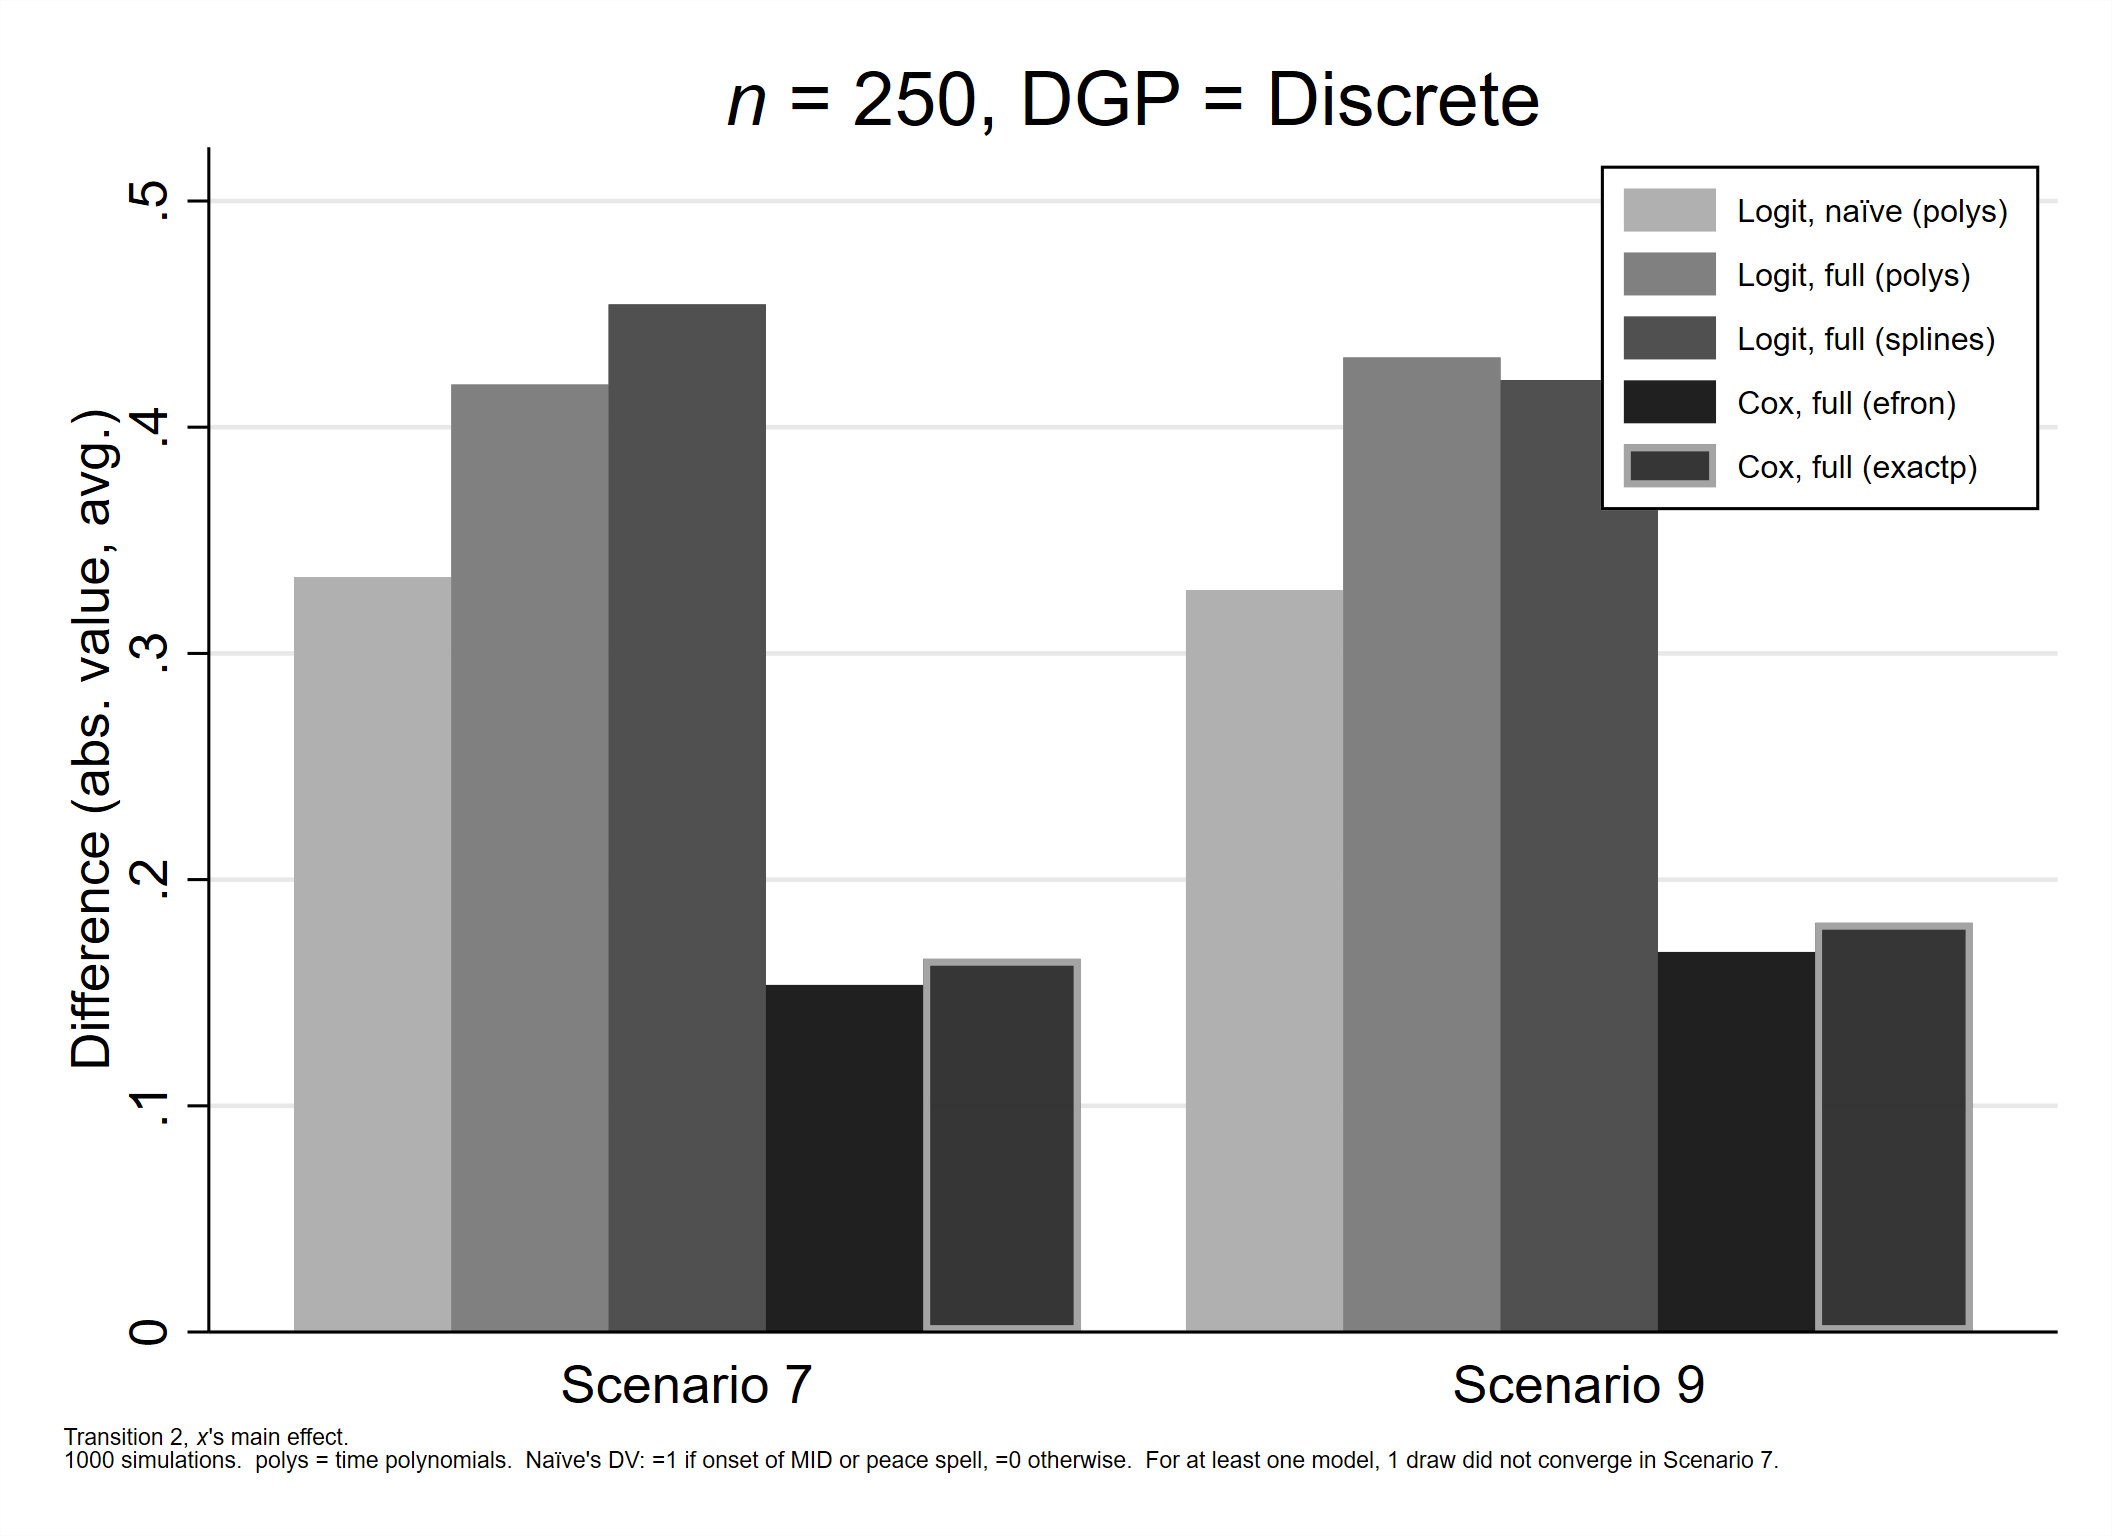 n = 250, DGP = Discrete
Difference (abs. value, avg.)
.5
.4
.3
.2
.1
0
Logit, naïve (polys)
Logit, full (polys)
Logit, full (splines)
Cox, full (efron)
Cox, full (exactp)
Scenario 7
Scenario 9
Transition 2, x's main effect.
1000 simulations.  polys = time polynomials.  Naïve's DV: =1 if onset of MID or peace spell, =0 otherwise.  For at least one model, 1 draw did not converge in Scenario 7.